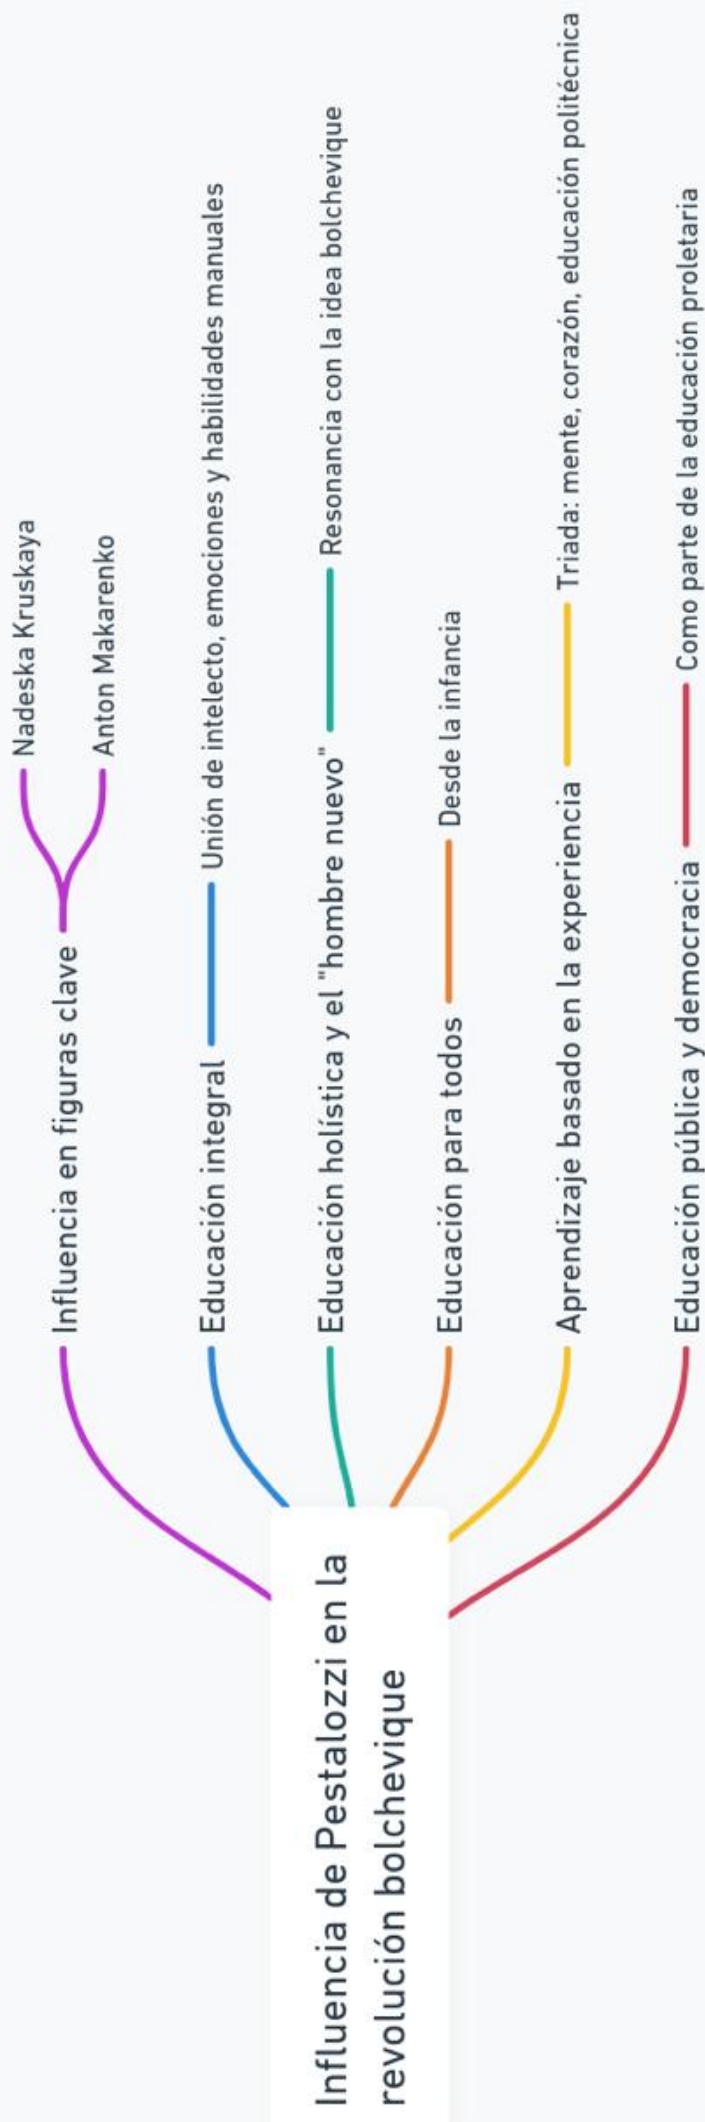 Influencia de Pestalozzi en la
revolución bolchevique
Influencia en figuras clave
Nadeska Kruskaya
Anton Makarenko
Educación integral
Unión de intelecto, emociones y habilidades manuales
Educación holística y el "hombre nuevo"
Resonancia con la idea bolchevique
Educación para todos
Desde la infancia
Aprendizaje basado en la experiencia
Triada: mente, corazón, educación politécnica
Educación pública y democracia
Como parte de la educación proletaria